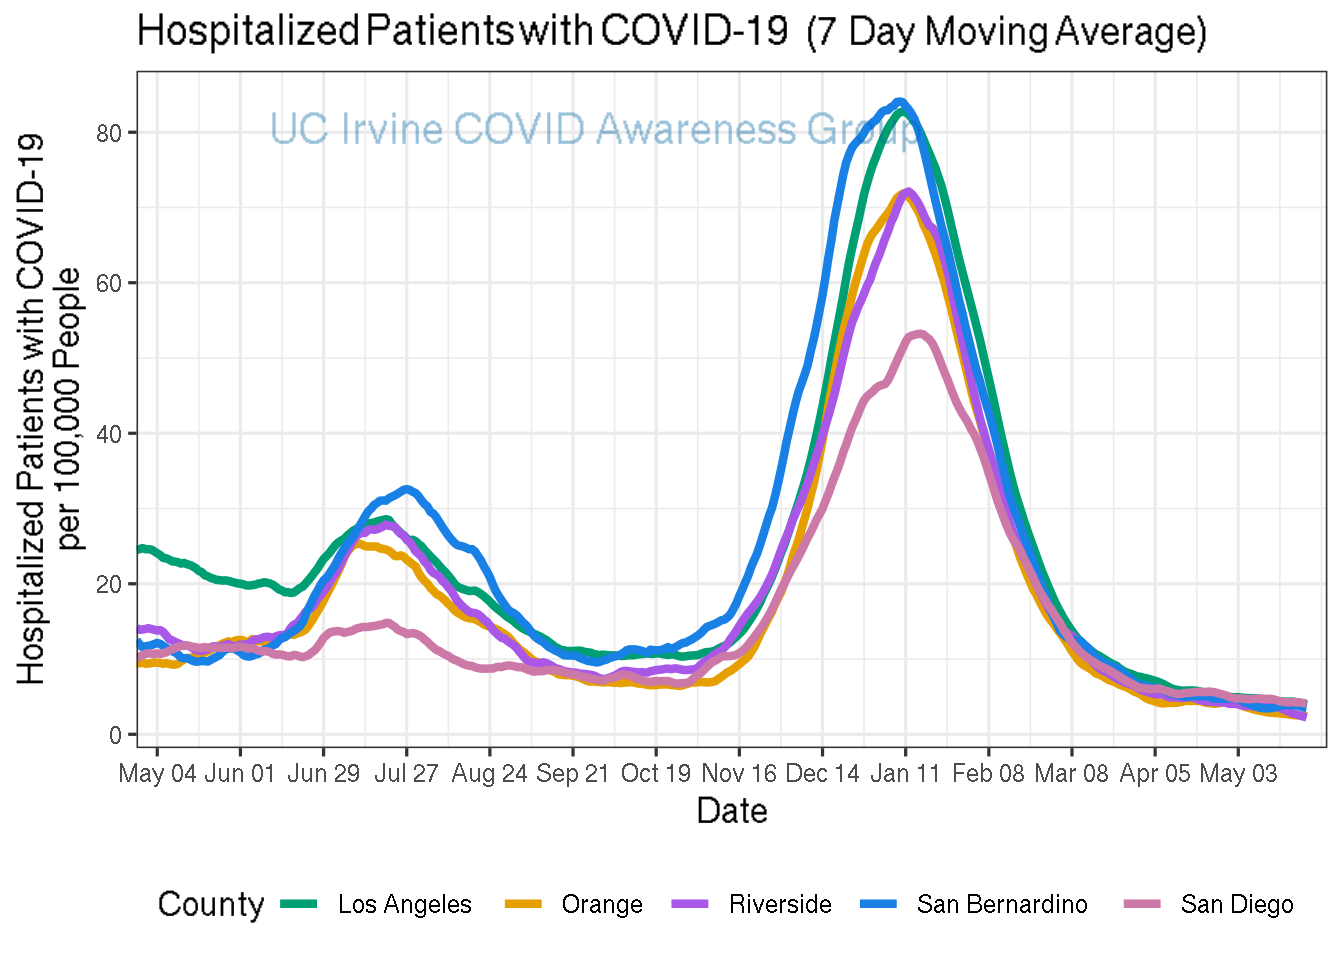 Hospitalized Patients with COVID-19 (7 Day Moving Average)
UC Irvine COVID Awareness Group
Hospitalized Patients with COVID-19
per 100,000 People
80
60
40
20
0
May 04 Jun 01 Jun 29 Jul 27 Aug 24 Sep 21 Oct 19 Nov 16 Dec 14 Jan 11 Feb 08 Mar 08 Apr 05 May 03
Date
County Los Angeles Orange Riverside San Bernardino San Diego